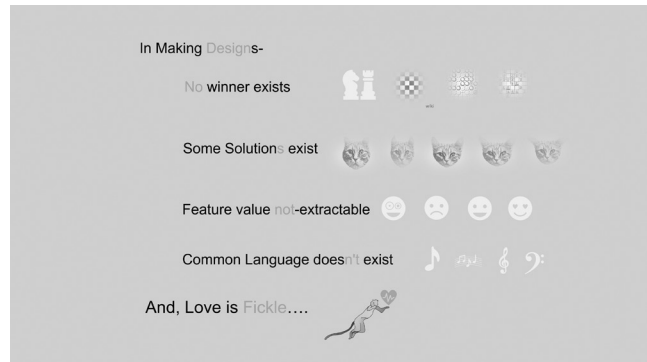 In Making Designs-
No winner exists
Some Solutions exist
Feature value not-extractable
Common Language doesn't exist
And, Love is Fickle....